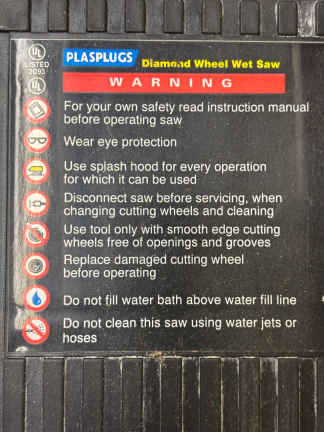 UL
LISTED
2093
UL
PLASPLUGS Diamond Wheel Wet Saw
WARNING
For your own safety read instruction manual
before operating saw
Wear eye protection
Use splash hood for every operation
for which it can be used
Disconnect saw before servicing, when
changing cutting wheels and cleaning
Use tool only with smooth edge cutting
wheels free of openings and grooves
Replace damaged cutting wheel
before operating
Do not fill water bath above water fill line
Do not clean this saw using water jets or
hoses